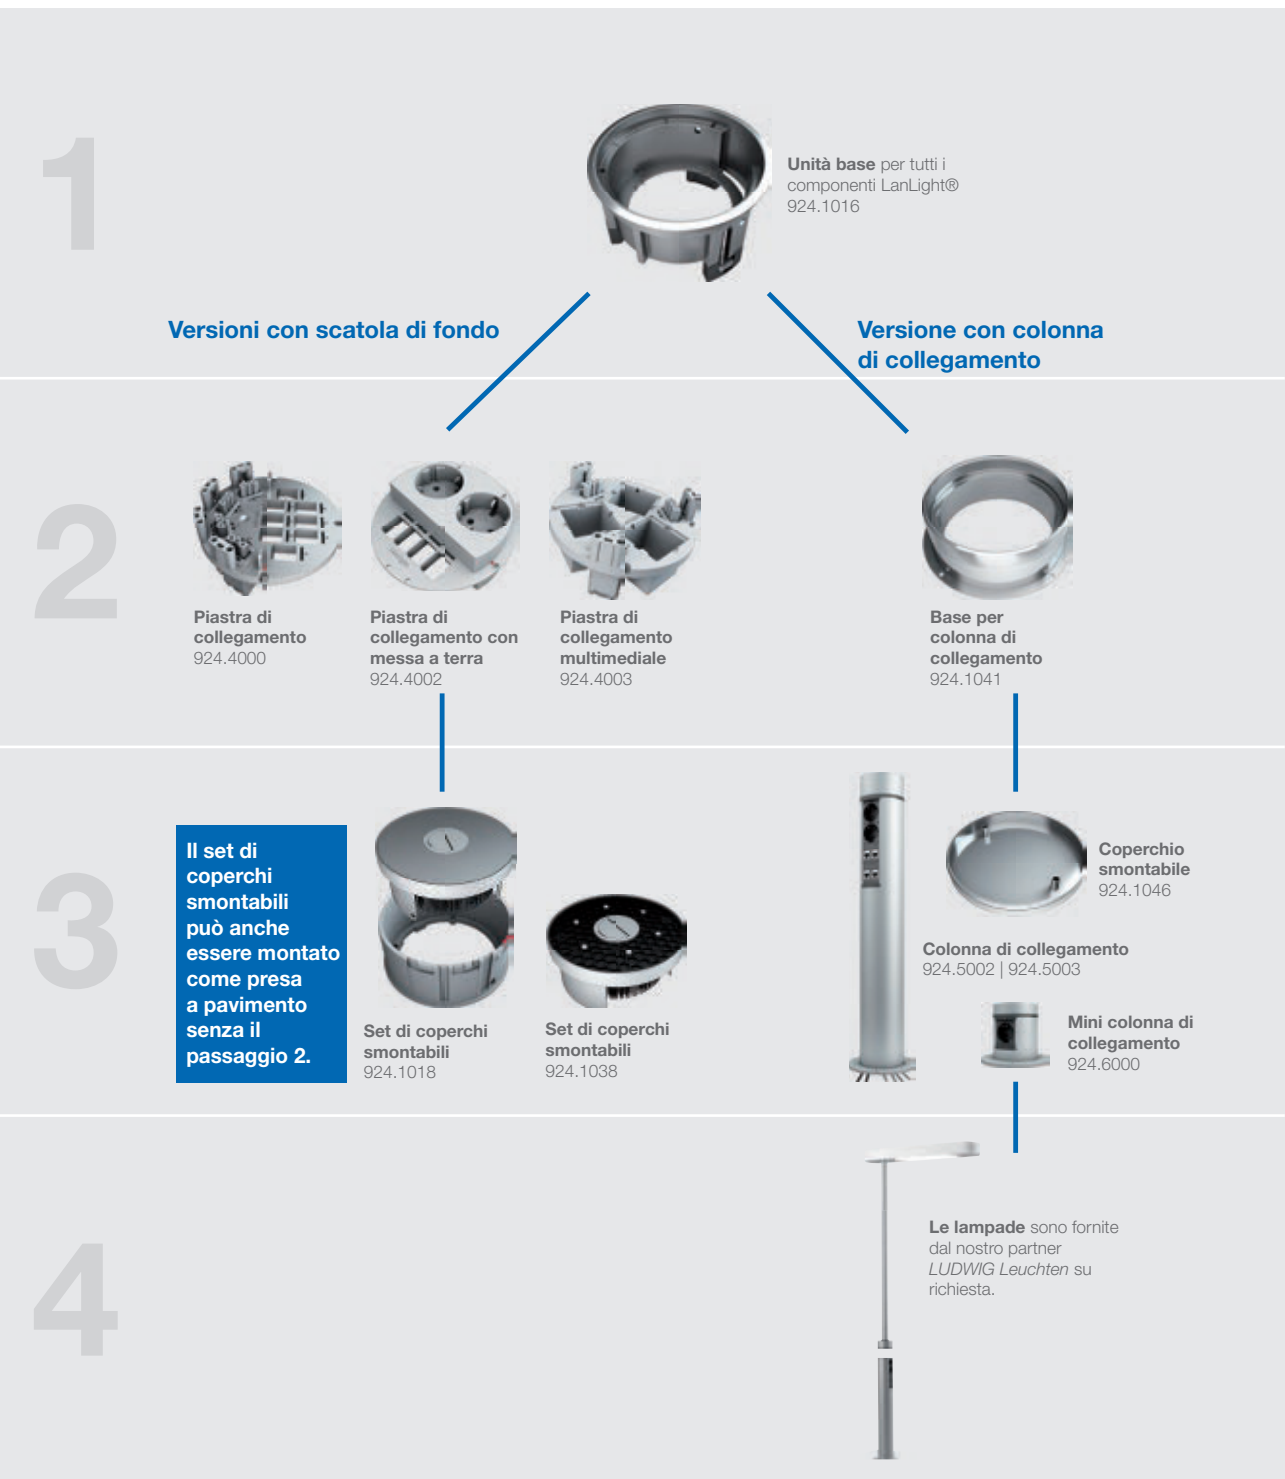 1
Unità base per tutti i
componenti LanLight®
924.1016
Versioni con scatola di fondo
Versione con colonna
di collegamento
2
Piastra di
collegamento
924.4000
Piastra di
collegamento con
messa a terra
924.4002
Piastra di
collegamento
multimediale
924.4003
Base per
colonna di
collegamento
924.1041
3
Il set di
coperchi
smontabili
può anche
essere montato
come presa
a pavimento
senza il
passaggio 2.
Set di coperchi
smontabili
924.1018
Set di coperchi
smontabili
924.1038
Coperchio
smontabile
924.1046
Colonna di collegamento
924.5002 | 924.5003
Mini colonna di
collegamento
924.6000
4
Le lampade sono fornite
dal nostro partner
LUDWIG Leuchten su
richiesta.